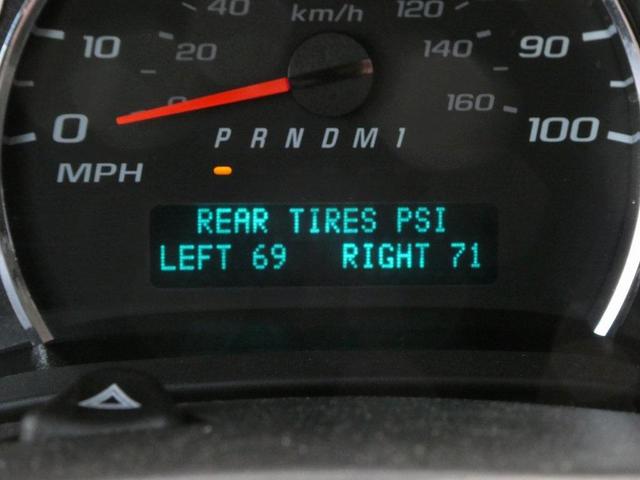 40 km/h 120
10 20 140 90
0 160
0 P R N D M 1 100
MPH
REAR TIRES PSI
LEFT 69 RIGHT 71